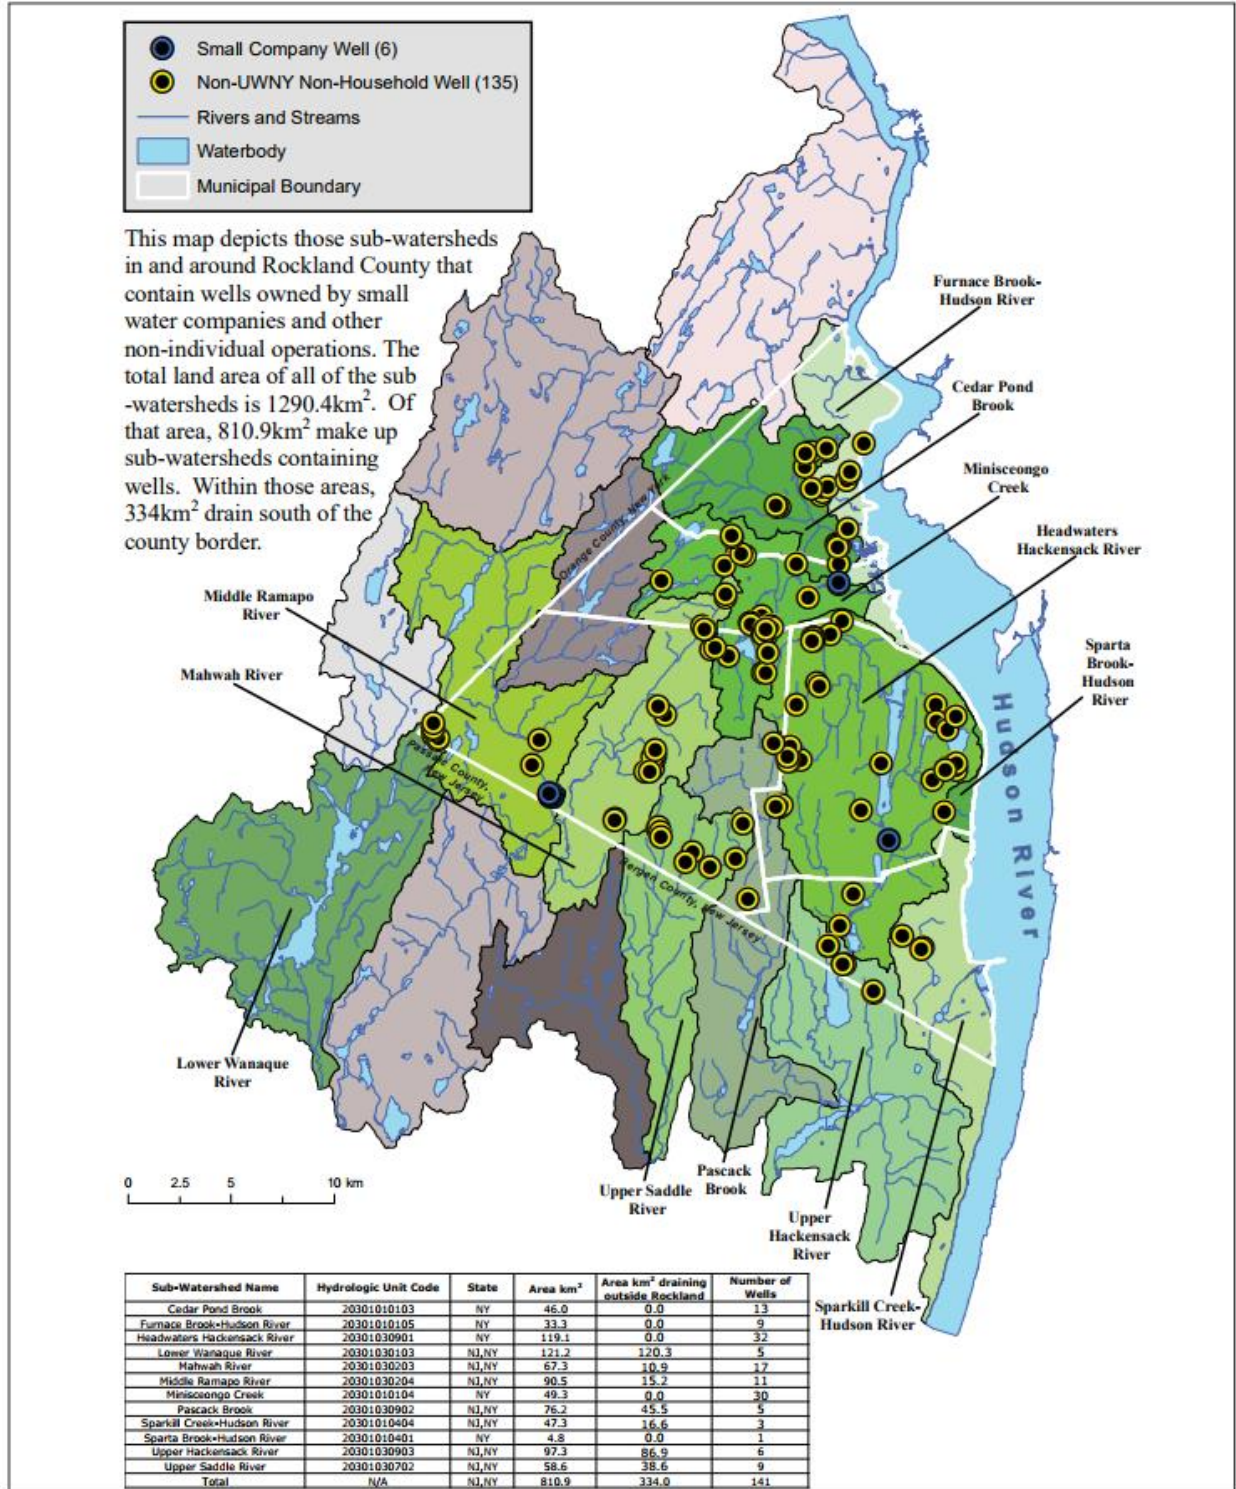 Small Company Well (6)
Non-UWNY Non-Household Well (135)
Rivers and Streams
Waterbody
Municipal Boundary
This map depicts those sub-watersheds
in and around Rockland County that
contain wells owned by small
water companies and other
non-individual operations. The
total land area of all of the sub
-watersheds is 1290.4km². Of
that area, 810.9km² make up
sub-watersheds containing
wells. Within those areas,
334km² drain south of the
county border.
Furnace Brook-
Hudson River
Cedar Pond
Brook
Minisceongo
Creek
Headwaters
Hackensack River
Sparta
Brook-
Hudson
River
Middle Ramapo
River
Mahwah River
Orange County, New York
Passaic County,
New Jersey
Bergen County, New Jersey
Hudson River
Lower Wanaque
River
Upper Saddle
River
Pascack
Brook
Upper
Hackensack
River
Sparkill Creek-
Hudson River
0 2.5 5 10 km
Sub-Watershed Name Hydrologic Unit Code State Area km² Area km² draining outside Rockland Number of Wells
Cedar Pond Brook 20301010103 NY 46.0 0.0 13
Furnace Brook-Hudson River 20301010105 NY 33.3 0.0 9
Headwaters Hackensack River 20301030901 NY 119.1 0.0 32
Lower Wanaque River 20301030103 NJ,NY 121.2 120.3 5
Mahwah River 20301030203 NJ,NY 67.3 10.9 17
Middle Ramapo River 20301030204 NJ,NY 90.5 15.2 11
Minisceongo Creek 20301010104 NY 49.3 0.0 30
Pascack Brook 20301030902 NJ,NY 76.2 45.5 5
Sparkill Creek-Hudson River 20301010404 NJ,NY 47.3 16.6 3
Sparta Brook-Hudson River 20301010401 NY 4.8 0.0 1
Upper Hackensack River 20301030903 NJ,NY 97.3 86.9 6
Upper Saddle River 20301030702 NJ,NY 58.6 38.6 9
Total N/A NJ,NY 810.9 334.0 141